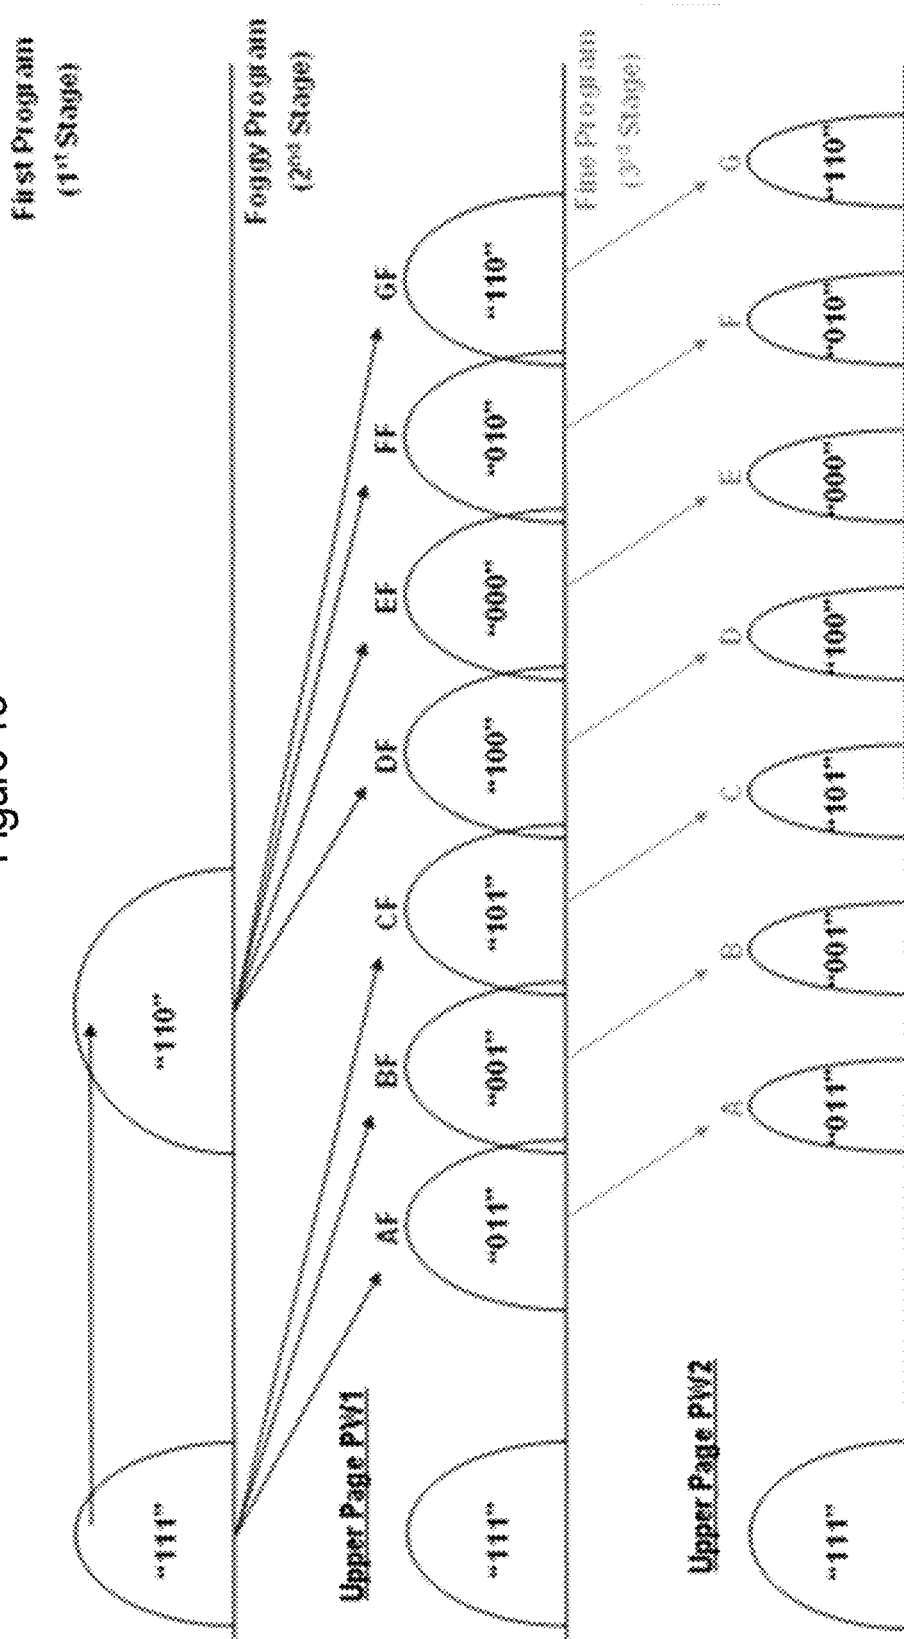 Figure
First Program
(1st Stage)
"111" "110"
Foggy Program
(2nd Stage)
Upper Page PW1
AF BF CF DF EF FF GF
"111" "011" "001" "101" "100" "000" "010" "110"
Fine Program
(3rd Stage)
Upper Page PW2
A B C D E F G
"111" "011" "001" "101" "100" "000" "010" "110"